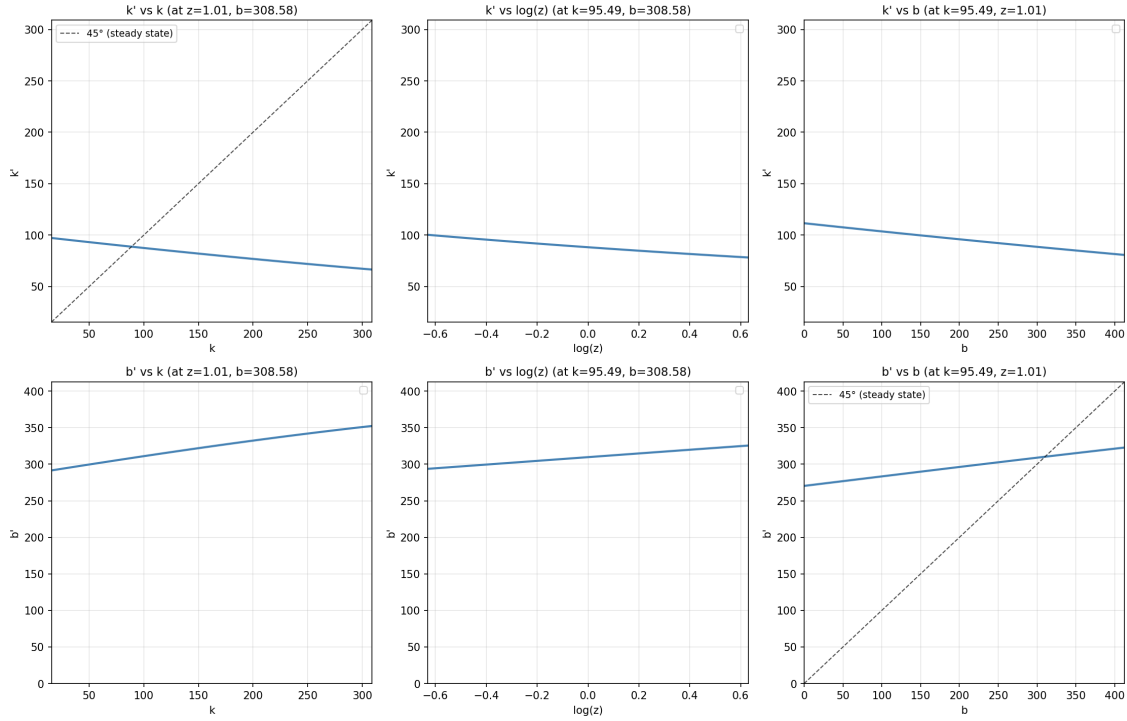 k' vs k (at z=1.01, b=308.58)
300
250
200
150
100
50
k'
45° (steady state)
50 100 150 200 250 300
k
k' vs log(z) (at k=95.49, b=308.58)
300
250
200
150
100
50
k'
−0.6 −0.4 −0.2 0.0 0.2 0.4 0.6
log(z)
k' vs b (at k=95.49, z=1.01)
300
250
200
150
100
50
k'
0 50 100 150 200 250 300 350 400
b
b' vs k (at z=1.01, b=308.58)
400
350
300
250
200
150
100
50
0
b'
50 100 150 200 250 300
k
b' vs log(z) (at k=95.49, b=308.58)
400
350
300
250
200
150
100
50
0
b'
−0.6 −0.4 −0.2 0.0 0.2 0.4 0.6
log(z)
b' vs b (at k=95.49, z=1.01)
400
350
300
250
200
150
100
50
0
b'
45° (steady state)
0 50 100 150 200 250 300 350 400
b